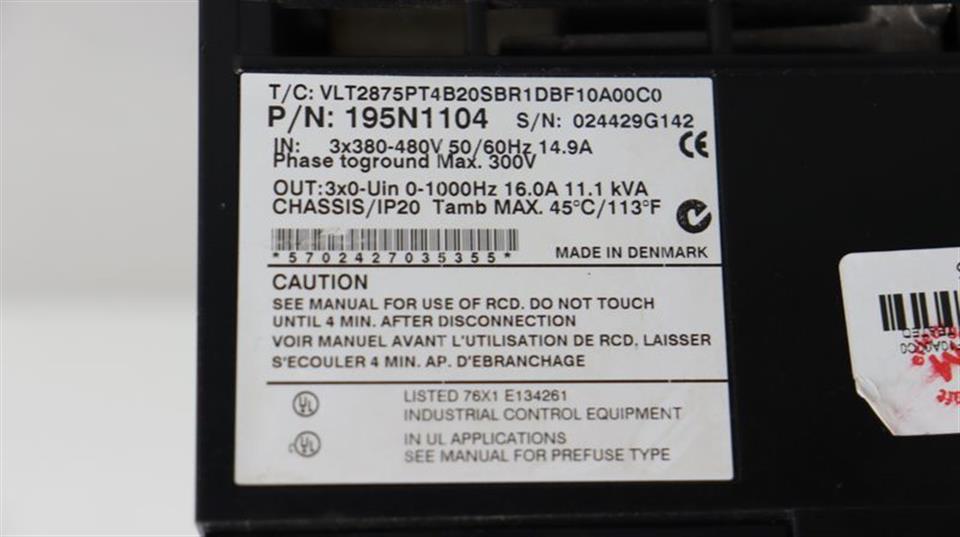 T/C: VLT2875PT4B20SBR1DBF10A00C0
P/N: 195N1104 S/N: 024429G142
IN: 3x380-480V 50/60Hz 14.9A
Phase toground Max. 300V
CE
OUT:3x0-Uin 0-1000Hz 16.0A 11.1 kVA
CHASSIS/IP20 Tamb MAX. 45°C/113°F
*5702427035355* MADE IN DENMARK
CAUTION
SEE MANUAL FOR USE OF RCD. DO NOT TOUCH
UNTIL 4 MIN. AFTER DISCONNECTION
VOIR MANUEL AVANT L'UTILISATION DE RCD, LAISSER
S'ECOULER 4 MIN. AP. D'EBRANCHAGE
UL LISTED 76X1 E134261
INDUSTRIAL CONTROL EQUIPMENT
UL IN UL APPLICATIONS
SEE MANUAL FOR PREFUSE TYPE